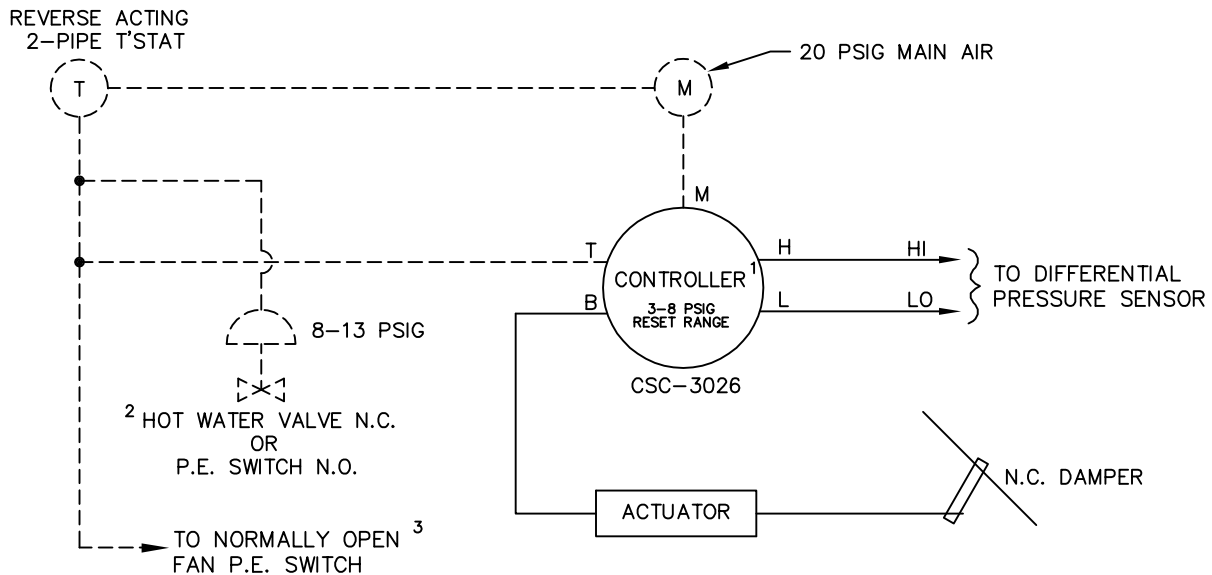 REVERSE ACTING
2-PIPE T'STAT
T
M
20 PSIG MAIN AIR
M
T
H
HI
CONTROLLER 1
TO DIFFERENTIAL
PRESSURE SENSOR
B
3-8 PSIG
RESET RANGE
L
LO
8-13 PSIG
CSC-3026
2 HOT WATER VALVE N.C.
OR
P.E. SWITCH N.O.
N.C. DAMPER
ACTUATOR
TO NORMALLY OPEN 3
FAN P.E. SWITCH